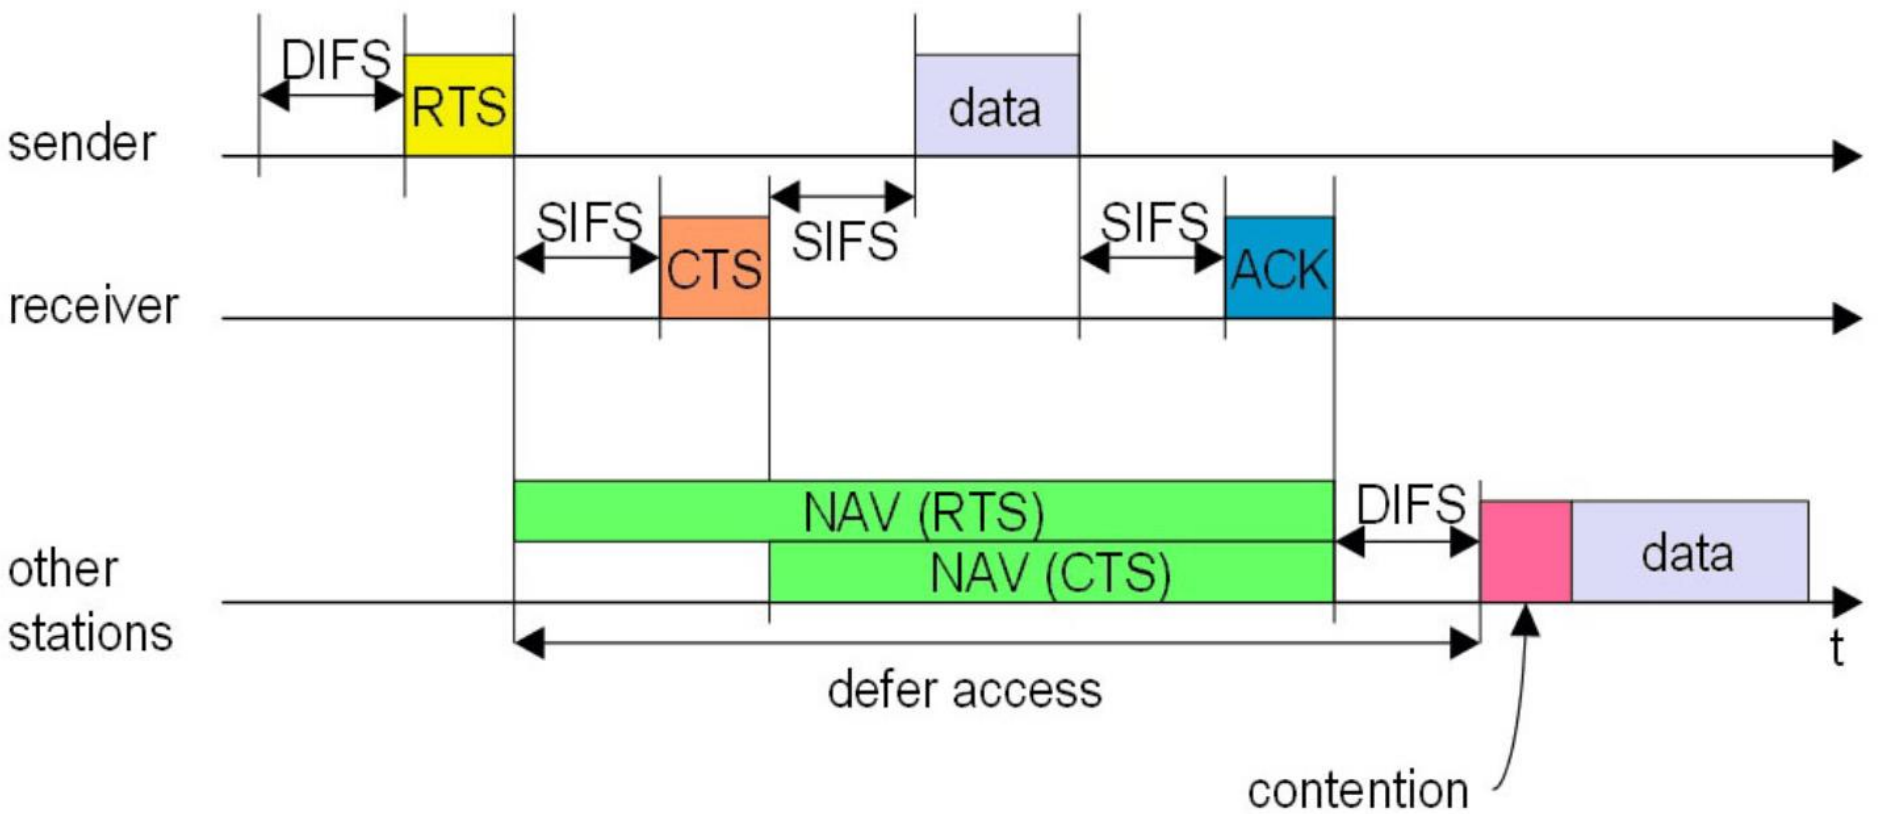 DIFS
RTS
data
sender
SIFS
CTS
SIFS
SIFS
ACK
receiver
NAV (RTS)
DIFS
NAV (CTS)
data
other
stations
t
defer access
contention